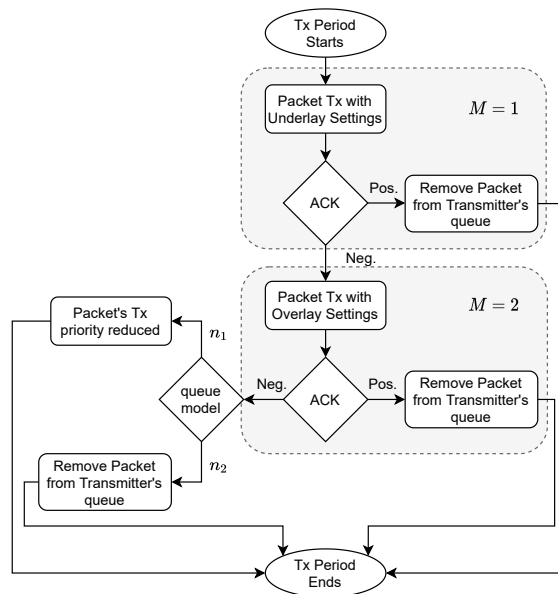 Tx Period
Starts
Packet Tx with
Underlay Settings
M = 1
ACK
Pos.
Remove Packet
from Transmitter's
queue
Neg.
Packet Tx with
Overlay Settings
M = 2
Packet's Tx
priority reduced
n₁
queue
model
Neg.
ACK
Pos.
Remove Packet
from Transmitter's
queue
n₂
Remove Packet
from Transmitter's
queue
Tx Period
Ends